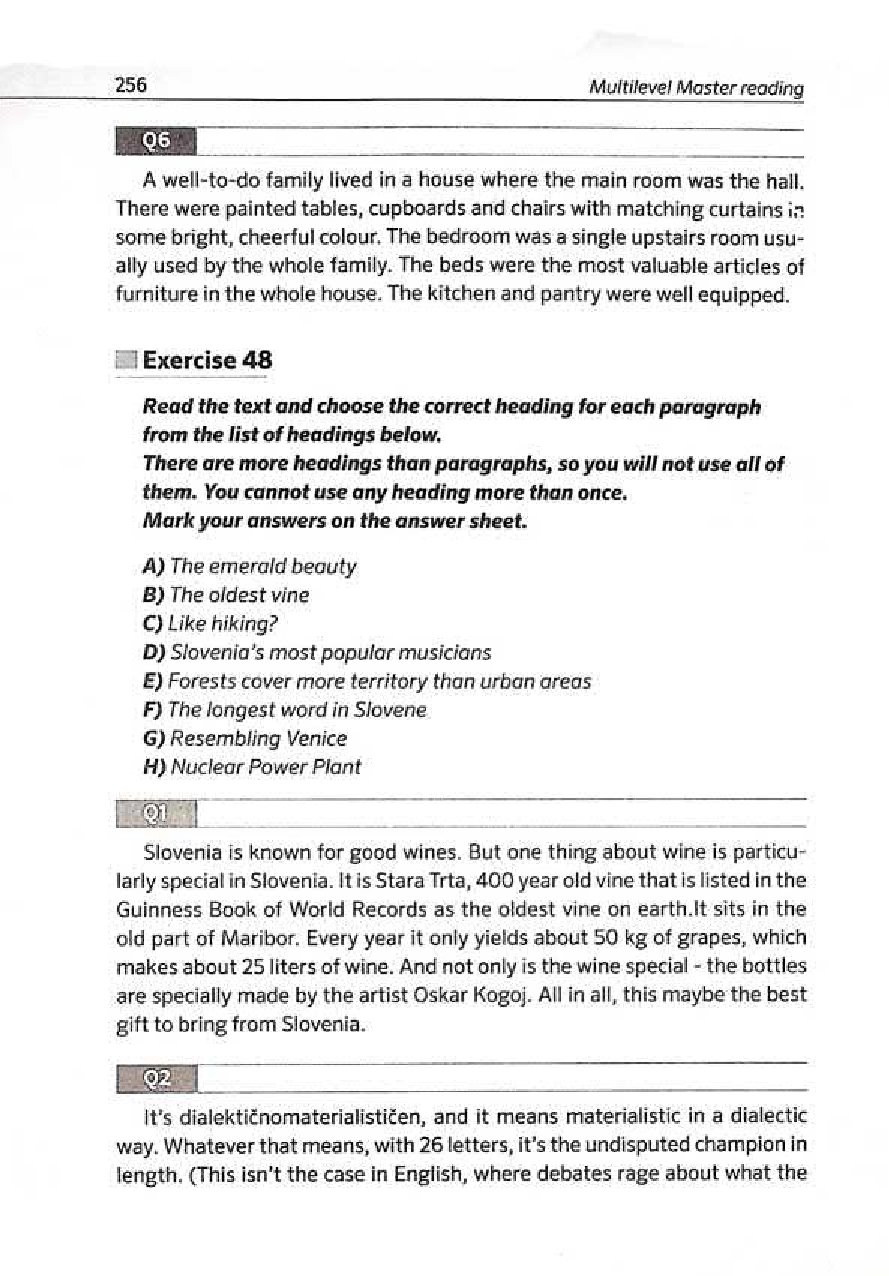 256
Multilevel Master reading
Q6
A well-to-do family lived in a house where the main room was the hall.
There were painted tables, cupboards and chairs with matching curtains in
some bright, cheerful colour. The bedroom was a single upstairs room usu-
ally used by the whole family. The beds were the most valuable articles of
furniture in the whole house. The kitchen and pantry were well equipped.
Exercise 48
Read the text and choose the correct heading for each paragraph
from the list of headings below.
There are more headings than paragraphs, so you will not use all of
them. You cannot use any heading more than once.
Mark your answers on the answer sheet.
A) The emerald beauty
B) The oldest vine
C) Like hiking?
D) Slovenia's most popular musicians
E) Forests cover more territory than urban areas
F) The longest word in Slovene
G) Resembling Venice
H) Nuclear Power Plant
Q1
Slovenia is known for good wines. But one thing about wine is particu-
larly special in Slovenia. It is Stara Trta, 400 year old vine that is listed in the
Guinness Book of World Records as the oldest vine on earth.It sits in the
old part of Maribor. Every year it only yields about 50 kg of grapes, which
makes about 25 liters of wine. And not only is the wine special - the bottles
are specially made by the artist Oskar Kogoj. All in all, this maybe the best
gift to bring from Slovenia.
Q2
It's dialektičnomaterialističen, and it means materialistic in a dialectic
way. Whatever that means, with 26 letters, it's the undisputed champion in
length. (This isn't the case in English, where debates rage about what the